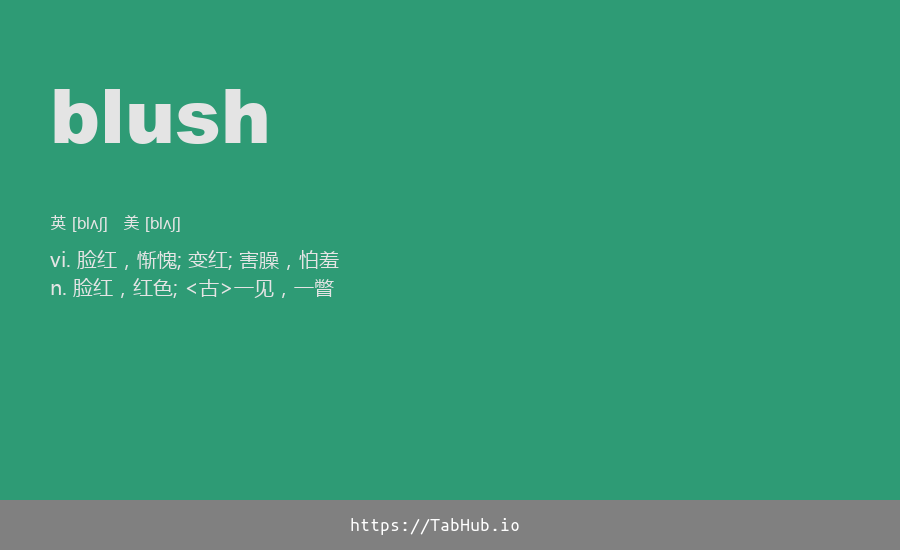 blush
英 [blʌʃ] 美 [blʌʃ]
vi. 脸红，惭愧; 变红; 害臊，怕羞
n. 脸红，红色; <古>一见，一瞥
https://TabHub.io